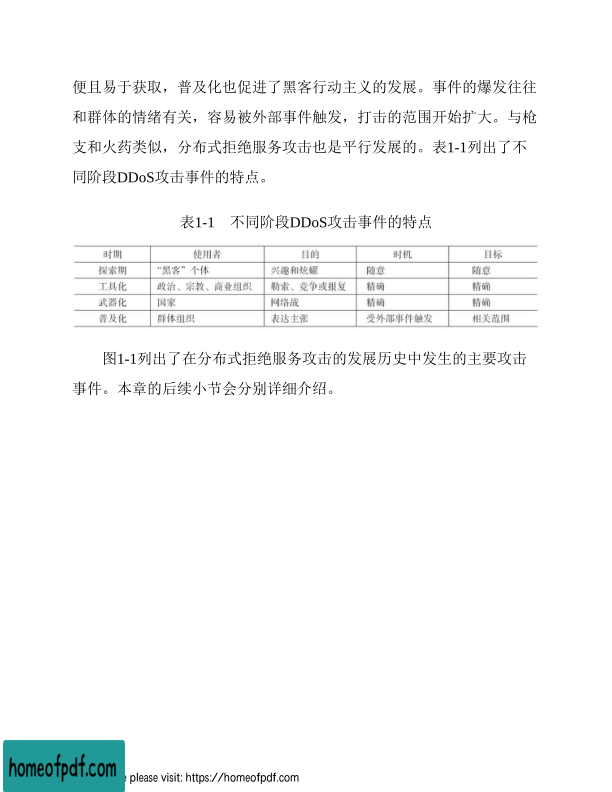 便且易于获取，普及化也促进了黑客行动主义的发展。事件的爆发往往
和群体的情绪有关，容易被外部事件触发，打击的范围开始扩大。与枪
支和火药类似，分布式拒绝服务攻击也是平行发展的。表1-1列出了不
同阶段DDoS攻击事件的特点。
表1-1 不同阶段DDoS攻击事件的特点
时期 使用者 目的 时机 目标
探索期 “黑客”个体 兴趣和炫耀 随意 随意
工具化 政治、宗教、商业组织 勒索、竞争或报复 精确 精确
武器化 国家 网络战 精确 精确
普及化 群体组织 表达主张 受外部事件触发 相关范围
图1-1列出了在分布式拒绝服务攻击的发展历史中发生的主要攻击
事件。本章的后续小节会分别详细介绍。
homeofpdf.com
e please visit: https://homeofpdf.com